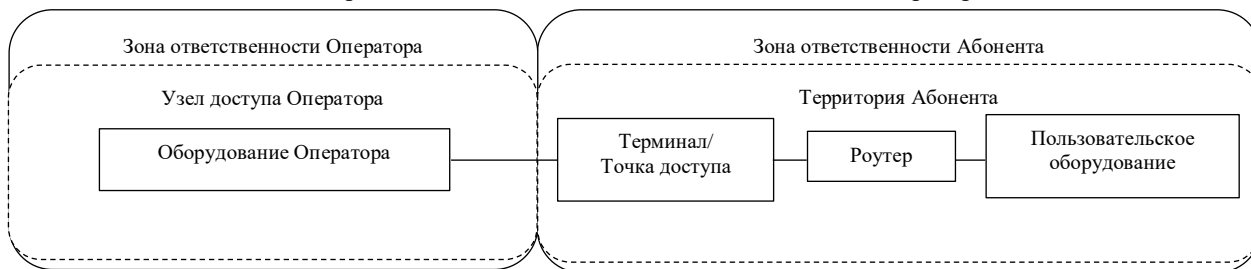 Зона ответственности Оператора
Зона ответственности Абонента
Узел доступа Оператора
Территория Абонента
Оборудование Оператора
Терминал/
Точка доступа
Роутер
Пользовательское
оборудование